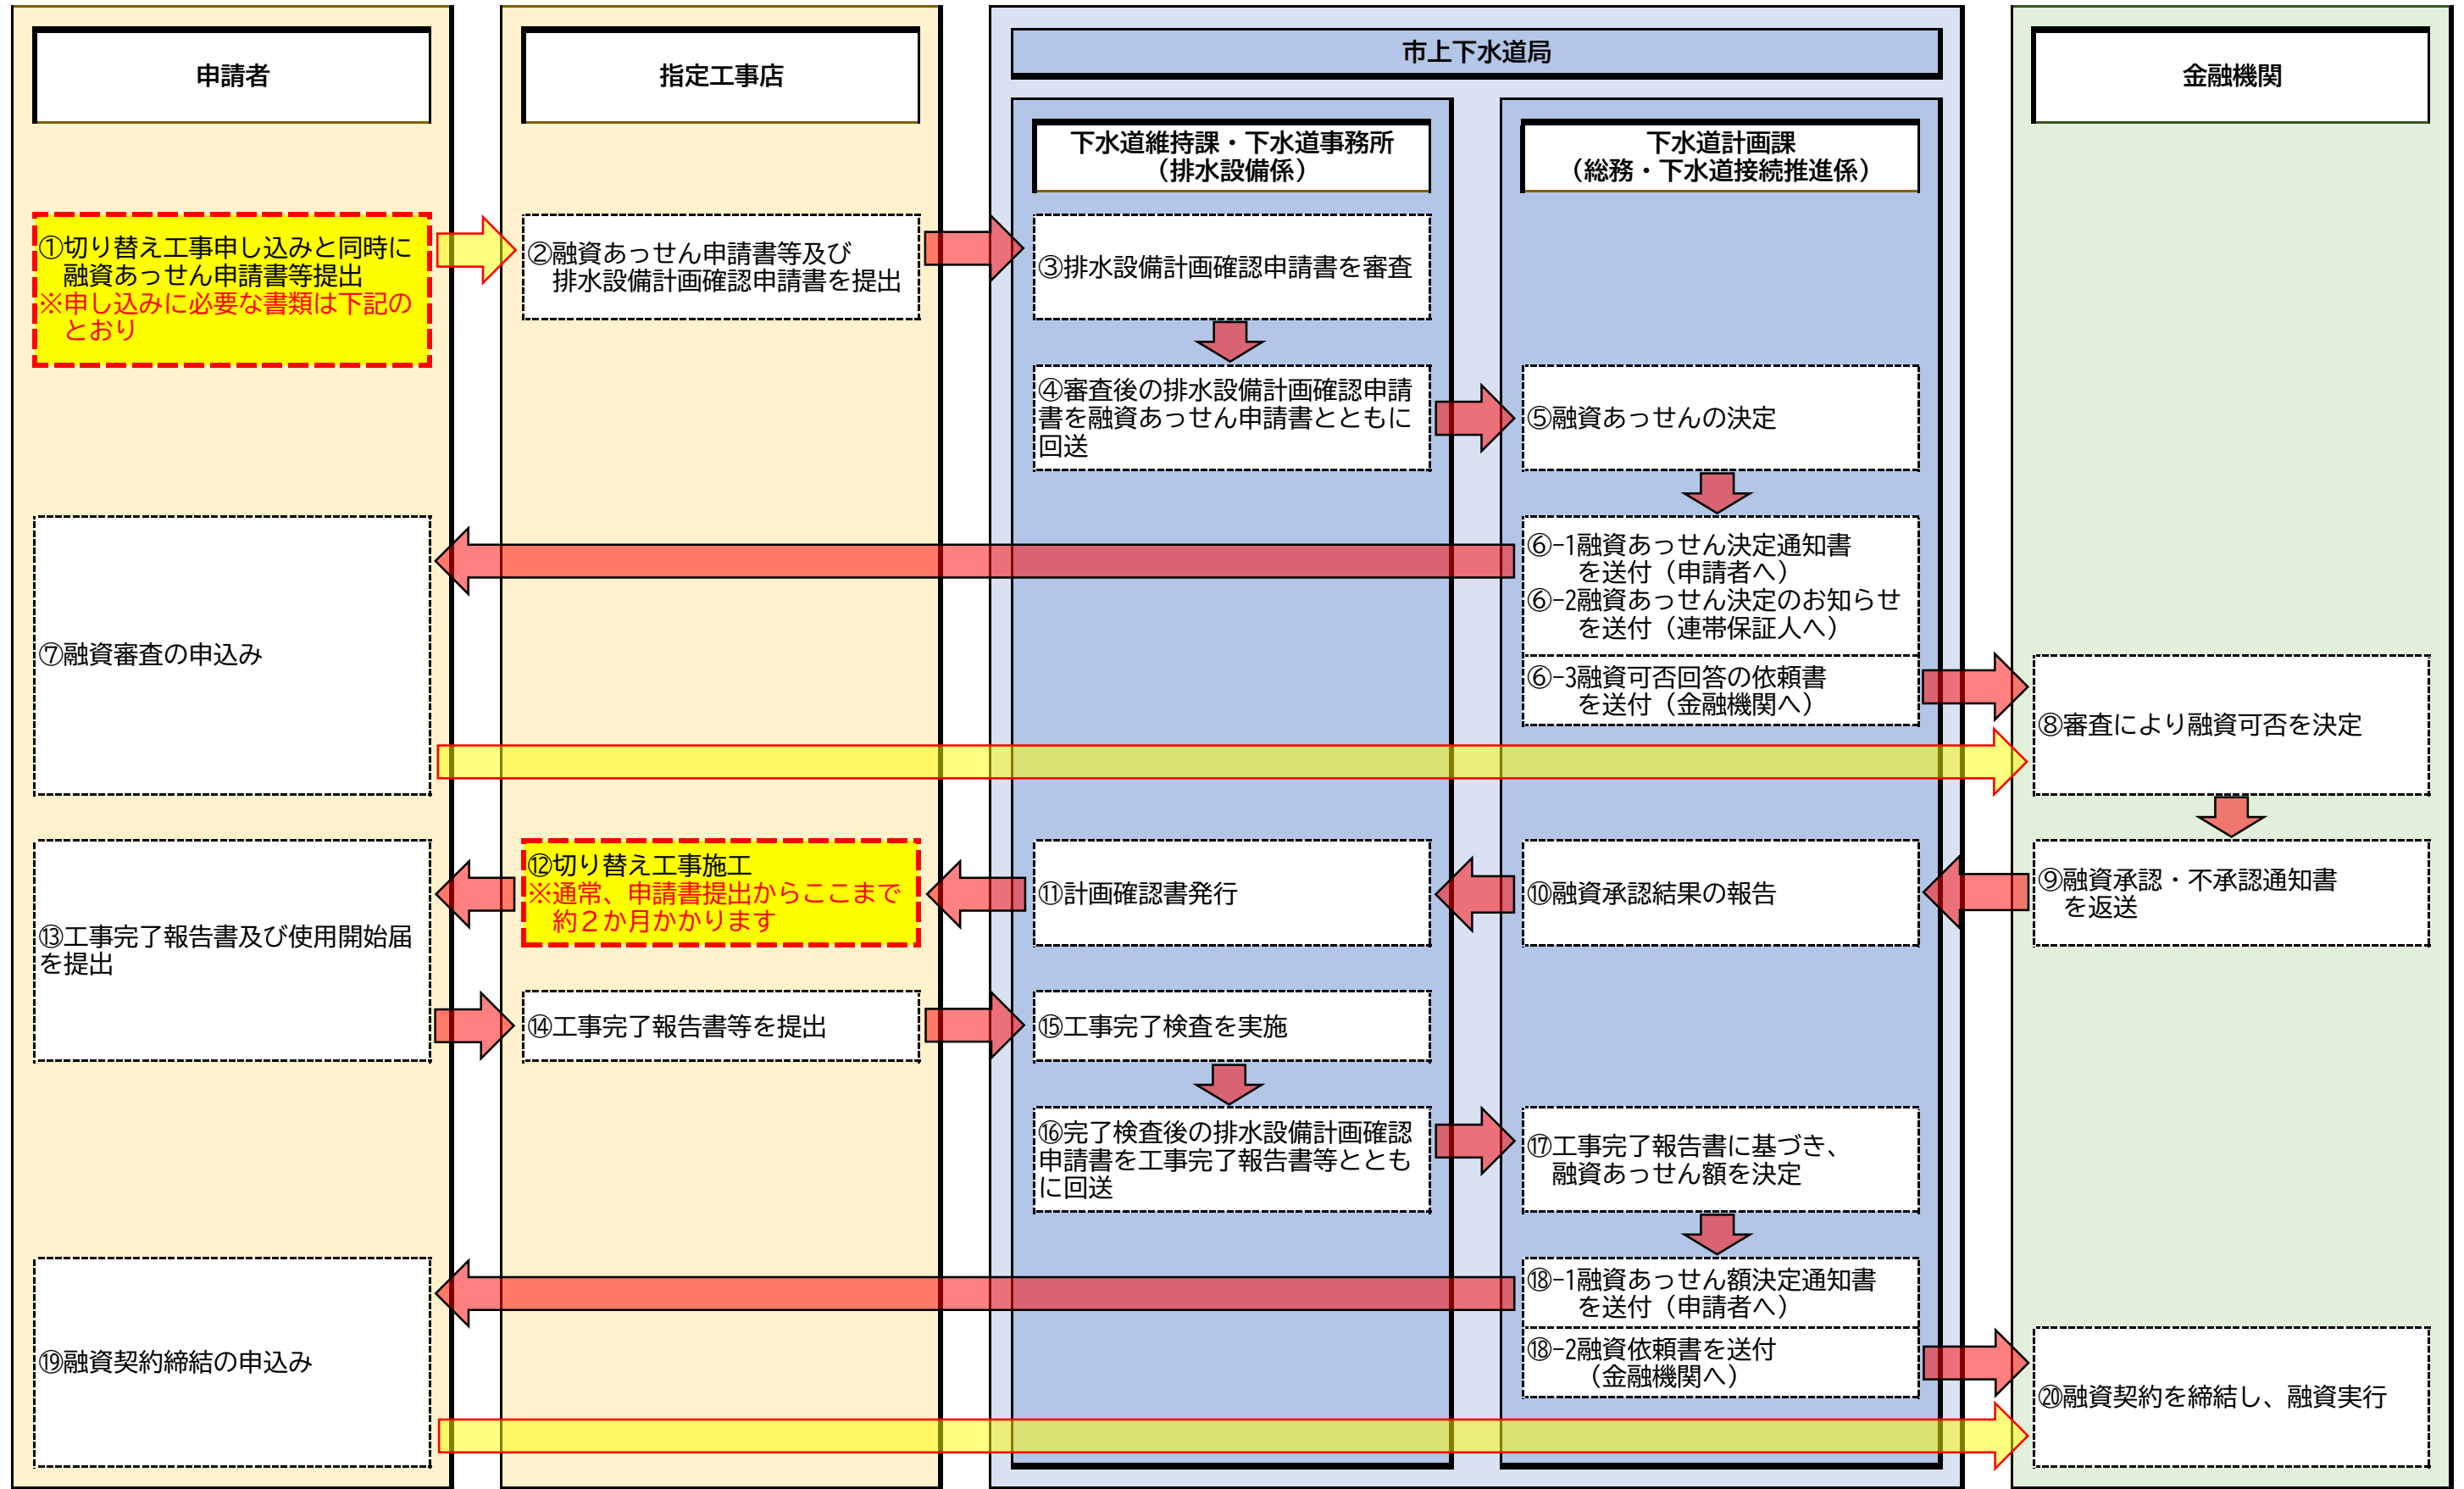 申請者
指定工事店
市上下水道局
金融機関
下水道維持課・下水道事務所
（排水設備係）
下水道計画課
（総務・下水道接続推進係）
①切り替え工事申し込みと同時に
融資あっせん申請書等提出
※申し込みに必要な書類は下記の
とおり
②融資あっせん申請書等及び
排水設備計画確認申請書を提出
③排水設備計画確認申請書を審査
④審査後の排水設備計画確認申請
書を融資あっせん申請書とともに
回送
⑤融資あっせんの決定
⑥-1融資あっせん決定通知書
を送付（申請者へ）
⑥-2融資あっせん決定のお知らせ
を送付（連帯保証人へ）
⑥-3融資可否回答の依頼書
を送付（金融機関へ）
⑦融資審査の申込み
⑧審査により融資可否を決定
⑨融資承認・不承認通知書
を返送
⑩融資承認結果の報告
⑪計画確認書発行
⑫切り替え工事施工
※通常、申請書提出からここまで
約２か月かかります
⑬工事完了報告書及び使用開始届
を提出
⑭工事完了報告書等を提出
⑮工事完了検査を実施
⑯完了検査後の排水設備計画確認
申請書を工事完了報告書等ととも
に回送
⑰工事完了報告書に基づき、
融資あっせん額を決定
⑱-1融資あっせん額決定通知書
を送付（申請者へ）
⑱-2融資依頼書を送付
（金融機関へ）
⑲融資契約締結の申込み
⑳融資契約を締結し、融資実行